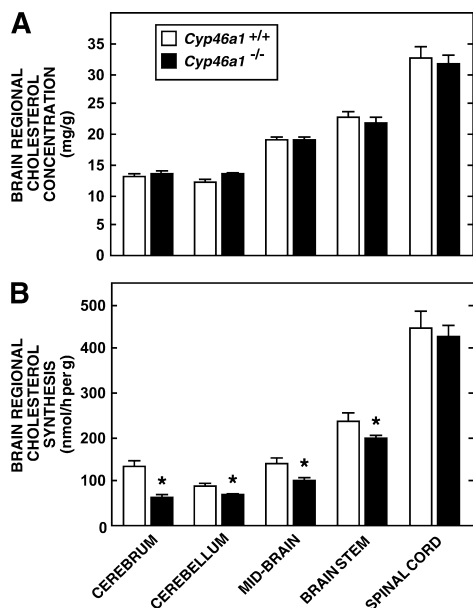 A
Cyp46a1 +/+
Cyp46a1 -/-
BRAIN REGIONAL
CHOLESTEROL
CONCENTRATION
(mg/g)
35
30
25
20
15
10
5
0
B
BRAIN REGIONAL
CHOLESTEROL
SYNTHESIS
(nmol/h per g)
500
400
300
200
100
0
*
*
*
*
CEREBRUM
CEREBELLUM
MID-BRAIN
BRAIN STEM
SPINAL CORD